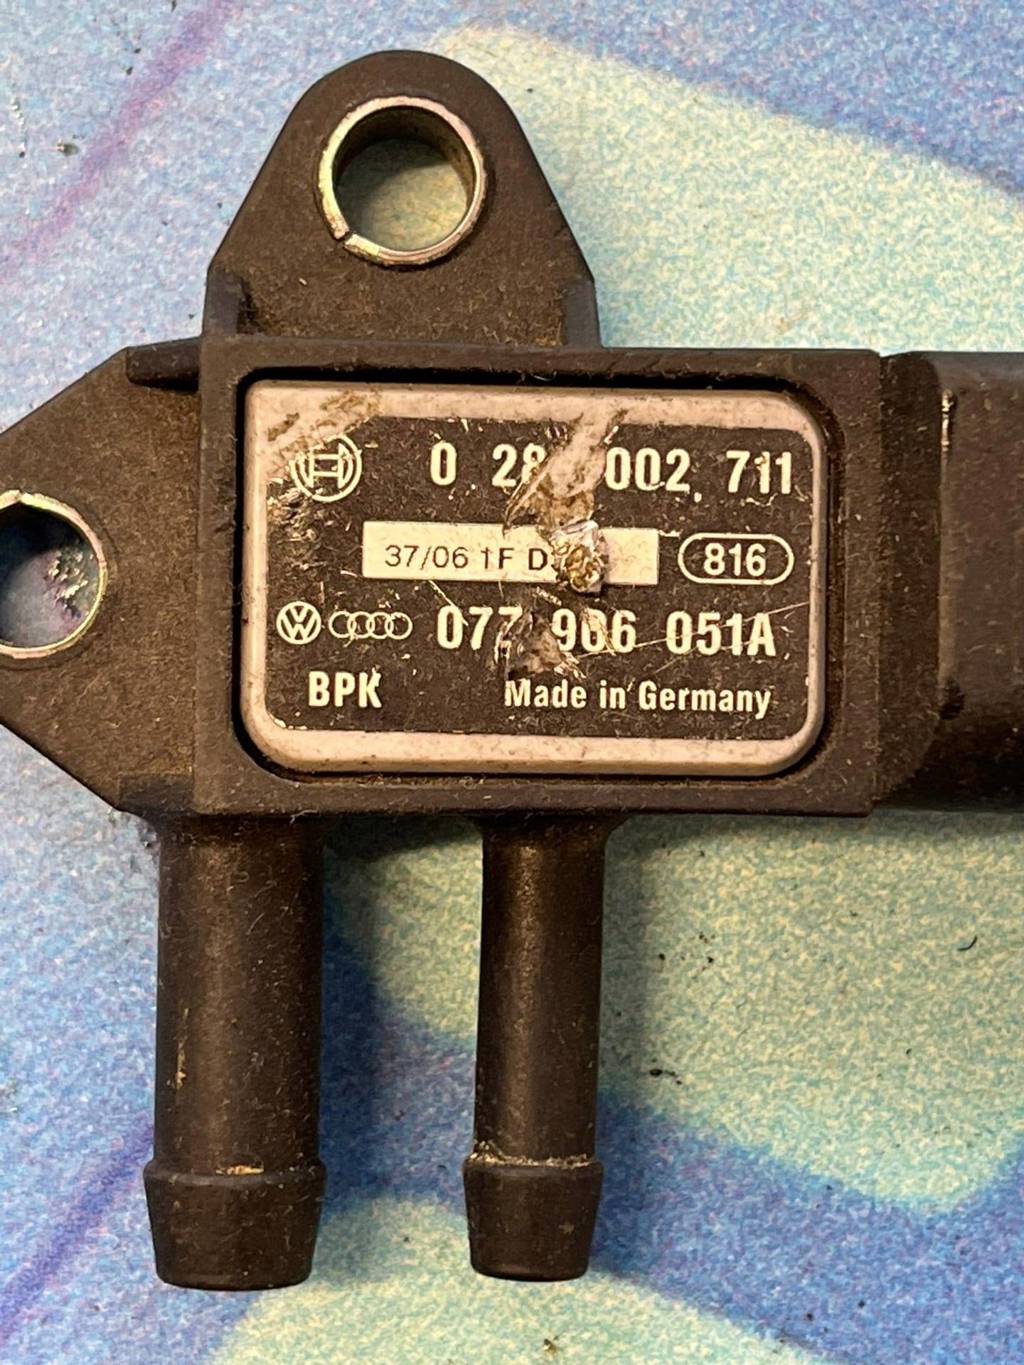 0 28 002 711
37/06 1F D
816
077 906 051A
BPK Made in Germany